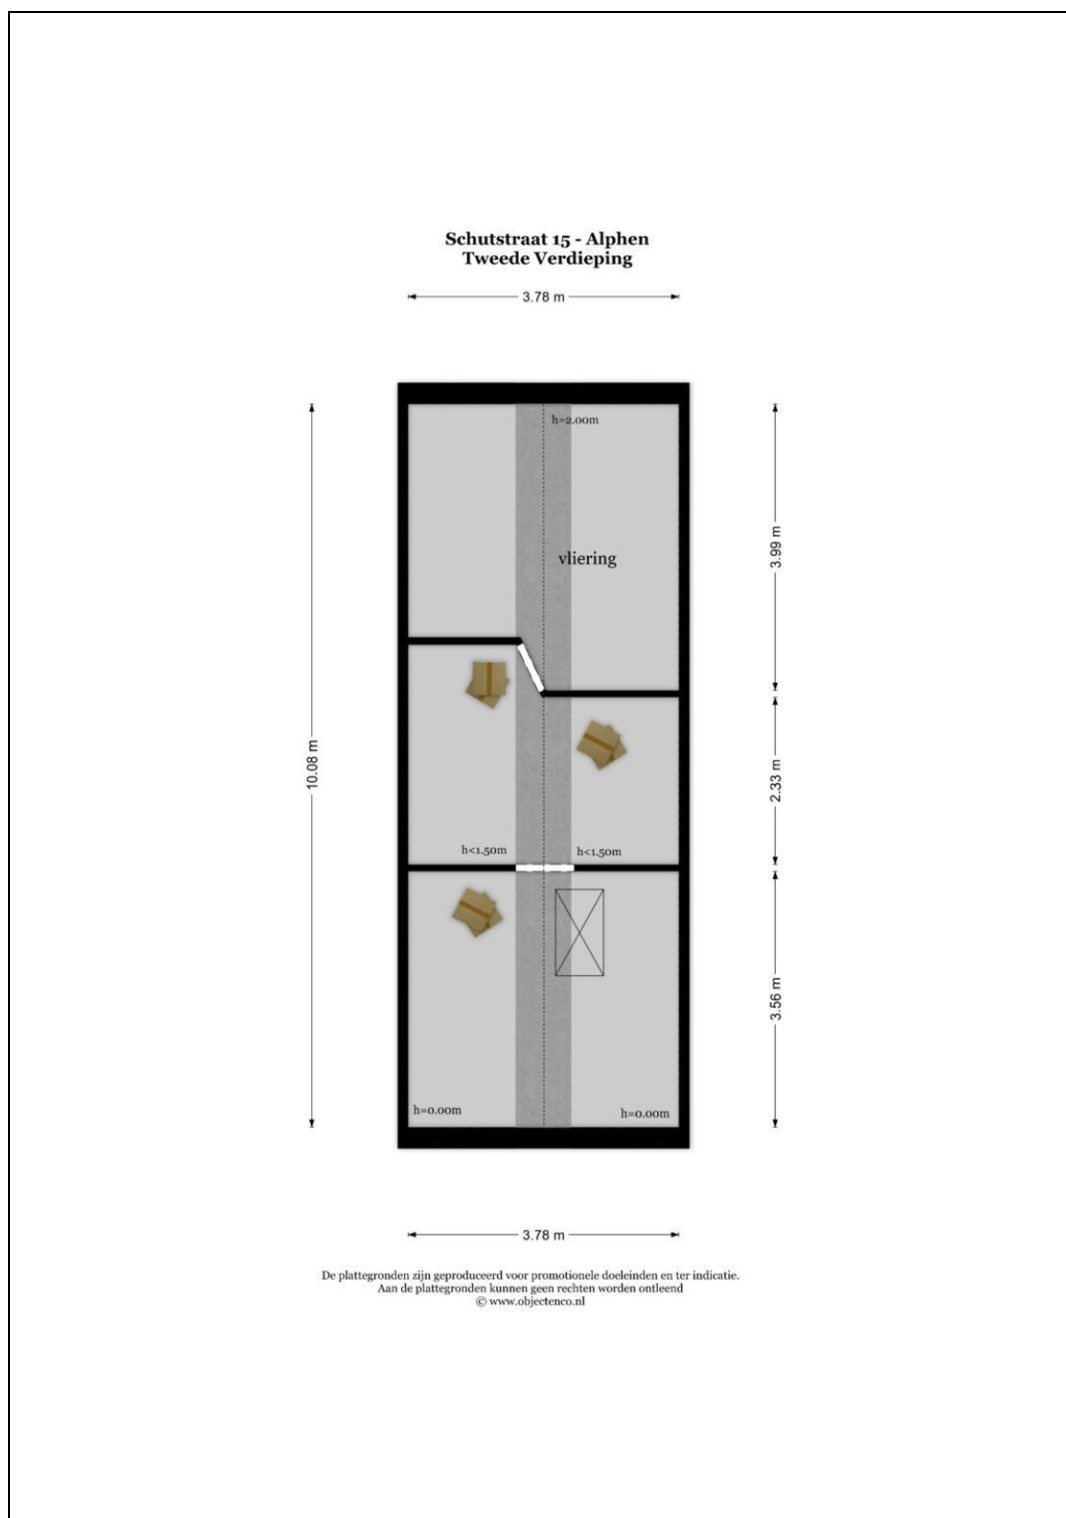 Schutstraat 15 - Alphen
Tweede Verdieping
3.78 m
h=2.00m
vliering
3.99 m
10.08 m
2.33 m
h<1.50m
h<1.50m
3.56 m
h=0.00m
h=0.00m
3.78 m
De plattegronden zijn geproduceerd voor promotionele doeleinden en ter indicatie.
Aan de plattegronden kunnen geen rechten worden ontleend
© www.objectenco.nl